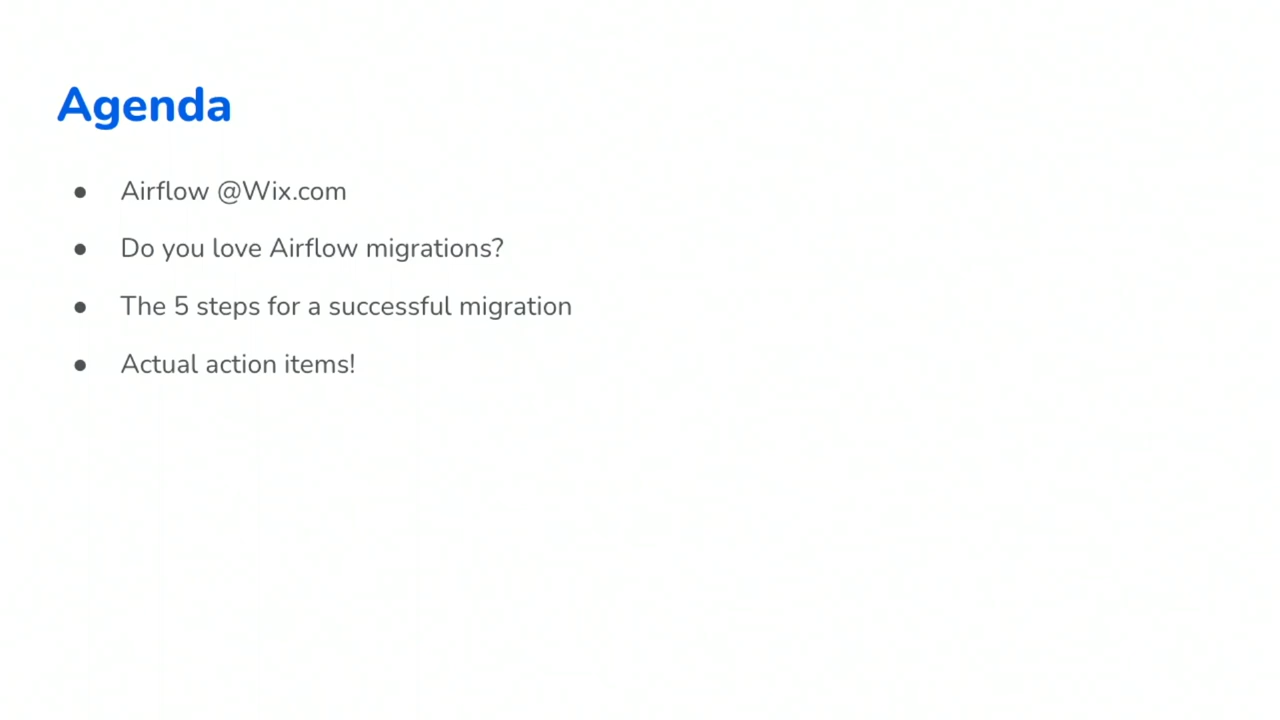 Agenda
● Airflow @Wix.com
● Do you love Airflow migrations?
● The 5 steps for a successful migration
● Actual action items!